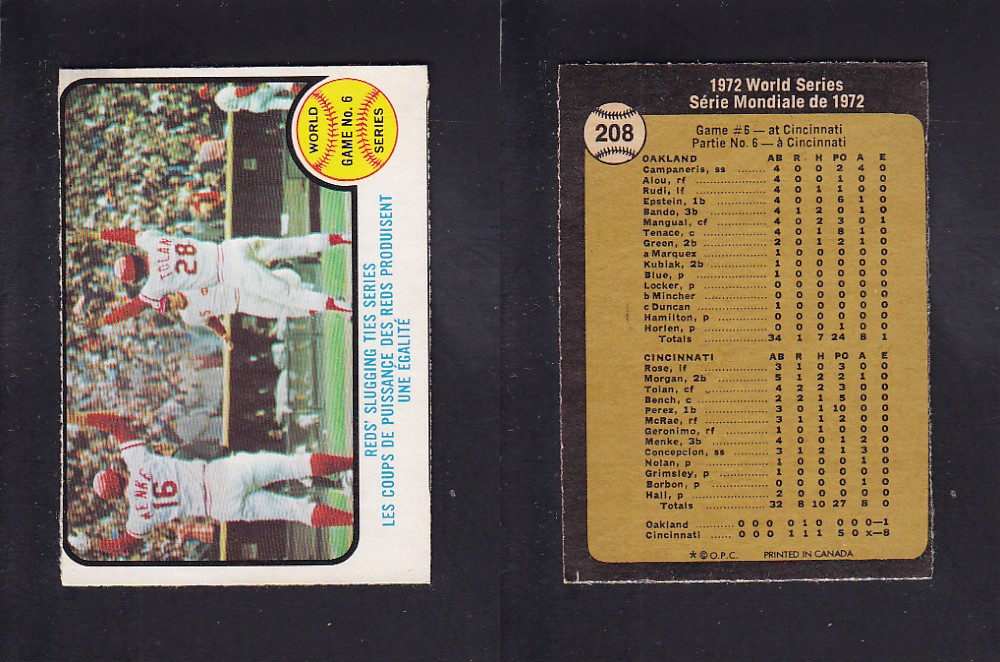 WORLD
GAME No. 6
SERIES
REDS' SLUGGING TIES SERIES
LES COUPS DE PUISSANCE DES REDS PRODUISENT
UNE EGALITÉ
TOLAN
28
MENKE
16
1972 World Series
Série Mondiale de 1972
208
Game #6 — at Cincinnati
Partie No. 6 — à Cincinnati
OAKLAND AB R H PO A E
Campaneris, ss ........ 4 0 0 2 4 0
Alou, rf ........ 4 0 0 1 0 0
Rudi, lf ........ 4 0 1 1 0 0
Epstein, 1b ........ 4 0 0 6 1 0
Bando, 3b ........ 4 1 2 0 1 0
Mangual, cf ........ 4 0 2 3 0 1
Tenace, c ........ 4 0 1 8 1 0
Green, 2b ........ 2 0 1 2 1 0
a Marquez ........ 1 0 0 0 0 0
Kubiak, 2b ........ 1 0 0 0 0 0
Blue, p ........ 1 0 0 0 0 0
Locker, p ........ 0 0 0 0 0 0
b Mincher ........ 0 0 0 0 0 0
c Duncan ........ 1 0 0 0 0 0
Hamilton, p ........ 0 0 0 0 0 0
Horlen, p ........ 0 0 0 1 0 0
Totals ........ 34 1 7 24 8 1
CINCINNATI AB R H PO A E
Rose, lf ........ 3 1 0 3 0 0
Morgan, 2b ........ 5 1 2 2 1 0
Tolan, cf ........ 4 2 2 3 0 0
Bench, c ........ 2 2 1 5 0 0
Perez, 1b ........ 3 0 1 10 0 0
McRae, rf ........ 3 1 1 2 0 0
Geronimo, rf ........ 1 0 1 0 0 0
Menke, 3b ........ 4 0 0 1 2 0
Concepcion, ss ........ 3 1 2 1 3 0
Nolan, p ........ 1 0 0 0 1 0
Grimsley, p ........ 1 0 0 0 0 0
Borbon, p ........ 0 0 0 0 1 0
Hall, p ........ 2 0 0 0 0 0
Totals ........ 32 8 10 27 8 0
Oakland ........ 0 0 0 0 1 0 0 0 0—1
Cincinnati ...... 0 0 0 1 1 1 5 0 x—8
* © O.P.C. PRINTED IN CANADA